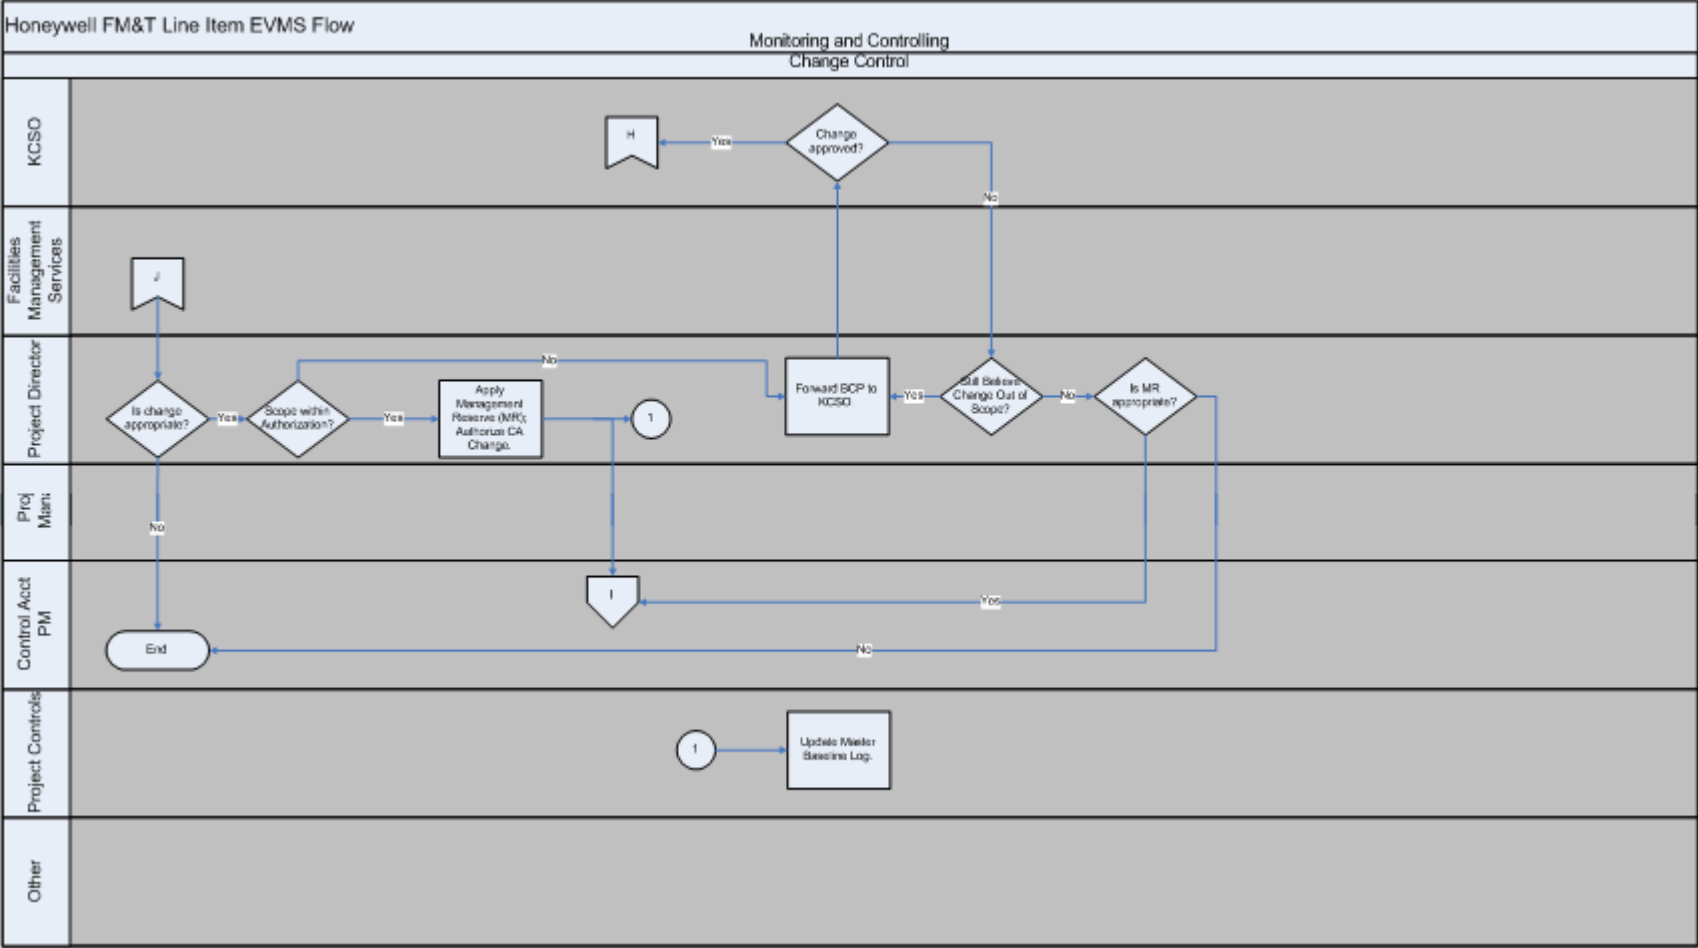 Honeywell FM&T Line Item EVMS Flow
Monitoring and Controlling
Change Control
KCSO
H
Yes
Change
approved?
No
Facilities
Management
Services
J
Project Director
Is change
appropriate?
Yes
Scope within
Authorization?
No
Yes
Apply
Management
Reserve (MR);
Authorize CA
Change.
1
Forward BCP to
KCSO
Yes
Still Believe
Change Out of
Scope?
No
Is MR
appropriate?
Proj
Man
No
Control Acct
PM
I
Yes
End
No
Project Controls
1
Update Master
Baseline Log.
Other